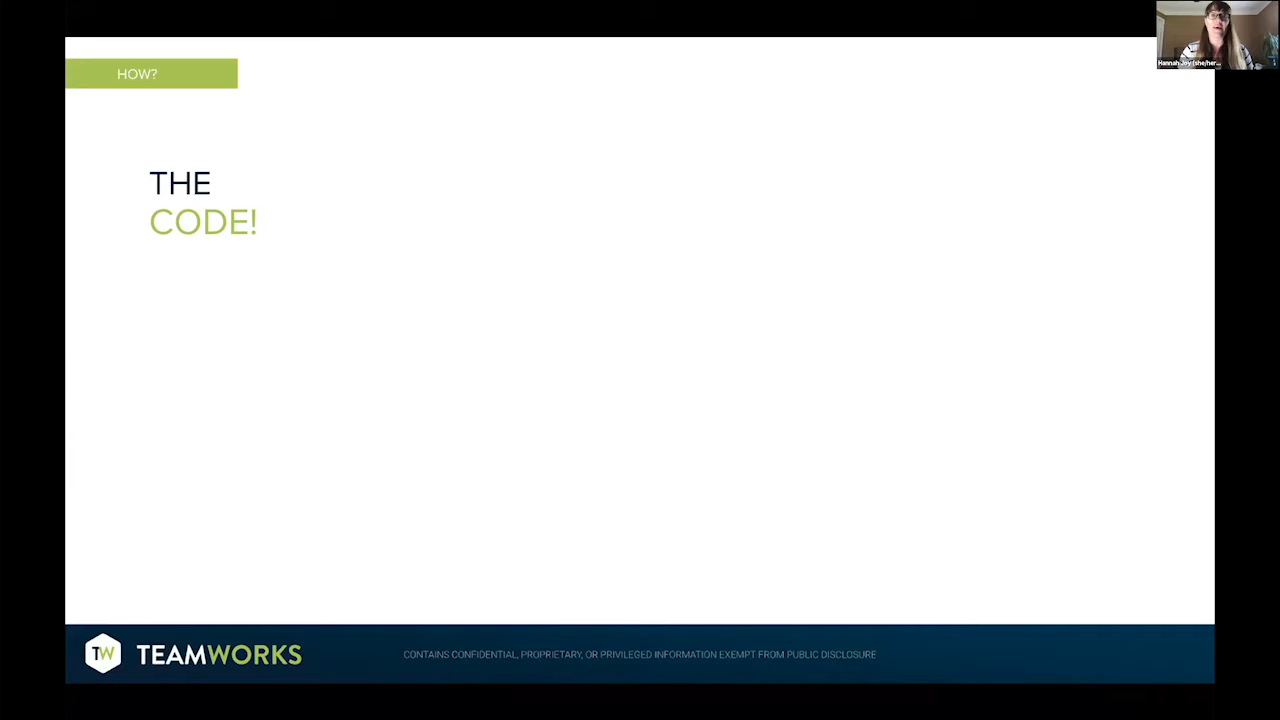 HOW?
Hannah Joy (she/her...
THE
CODE!
TW TEAMWORKS
CONTAINS CONFIDENTIAL, PROPRIETARY, OR PRIVILEGED INFORMATION EXEMPT FROM PUBLIC DISCLOSURE